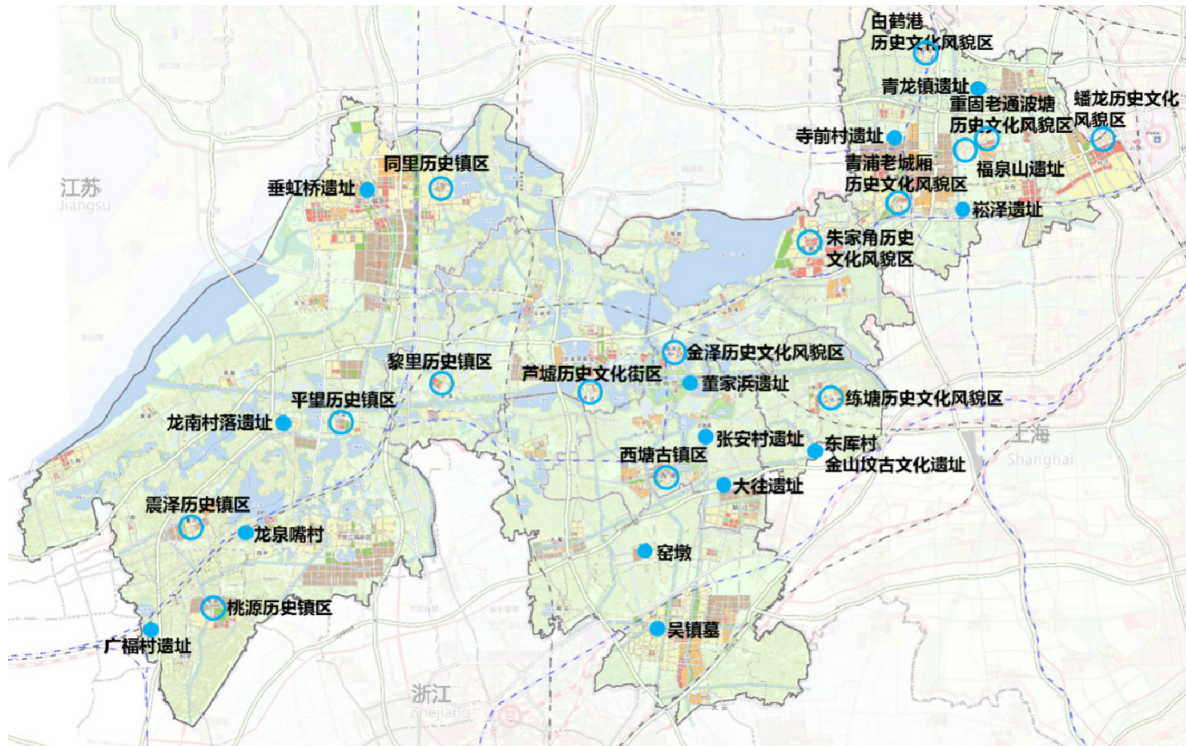 白鹤港
历史文化风貌区
青龙镇遗址
重固老通波塘
历史文化风貌区
蟠龙历史文化
风貌区
寺前村遗址
福泉山遗址
青浦老城厢
历史文化风貌区
崧泽遗址
同里历史镇区
垂虹桥遗址
江苏
Jiangsu
朱家角历史
文化风貌区
金泽历史文化风貌区
黎里历史镇区
芦城历史文化街区
董家浜遗址
练塘历史文化风貌区
平望历史镇区
龙南村落遗址
张安村遗址
上海
Shanghai
东厍村
金山坟古文化遗址
西塘古镇区
大往遗址
震泽历史镇区
龙泉嘴村
窑墩
桃源历史镇区
广福村遗址
吴镇墓
浙江
Zhejiang